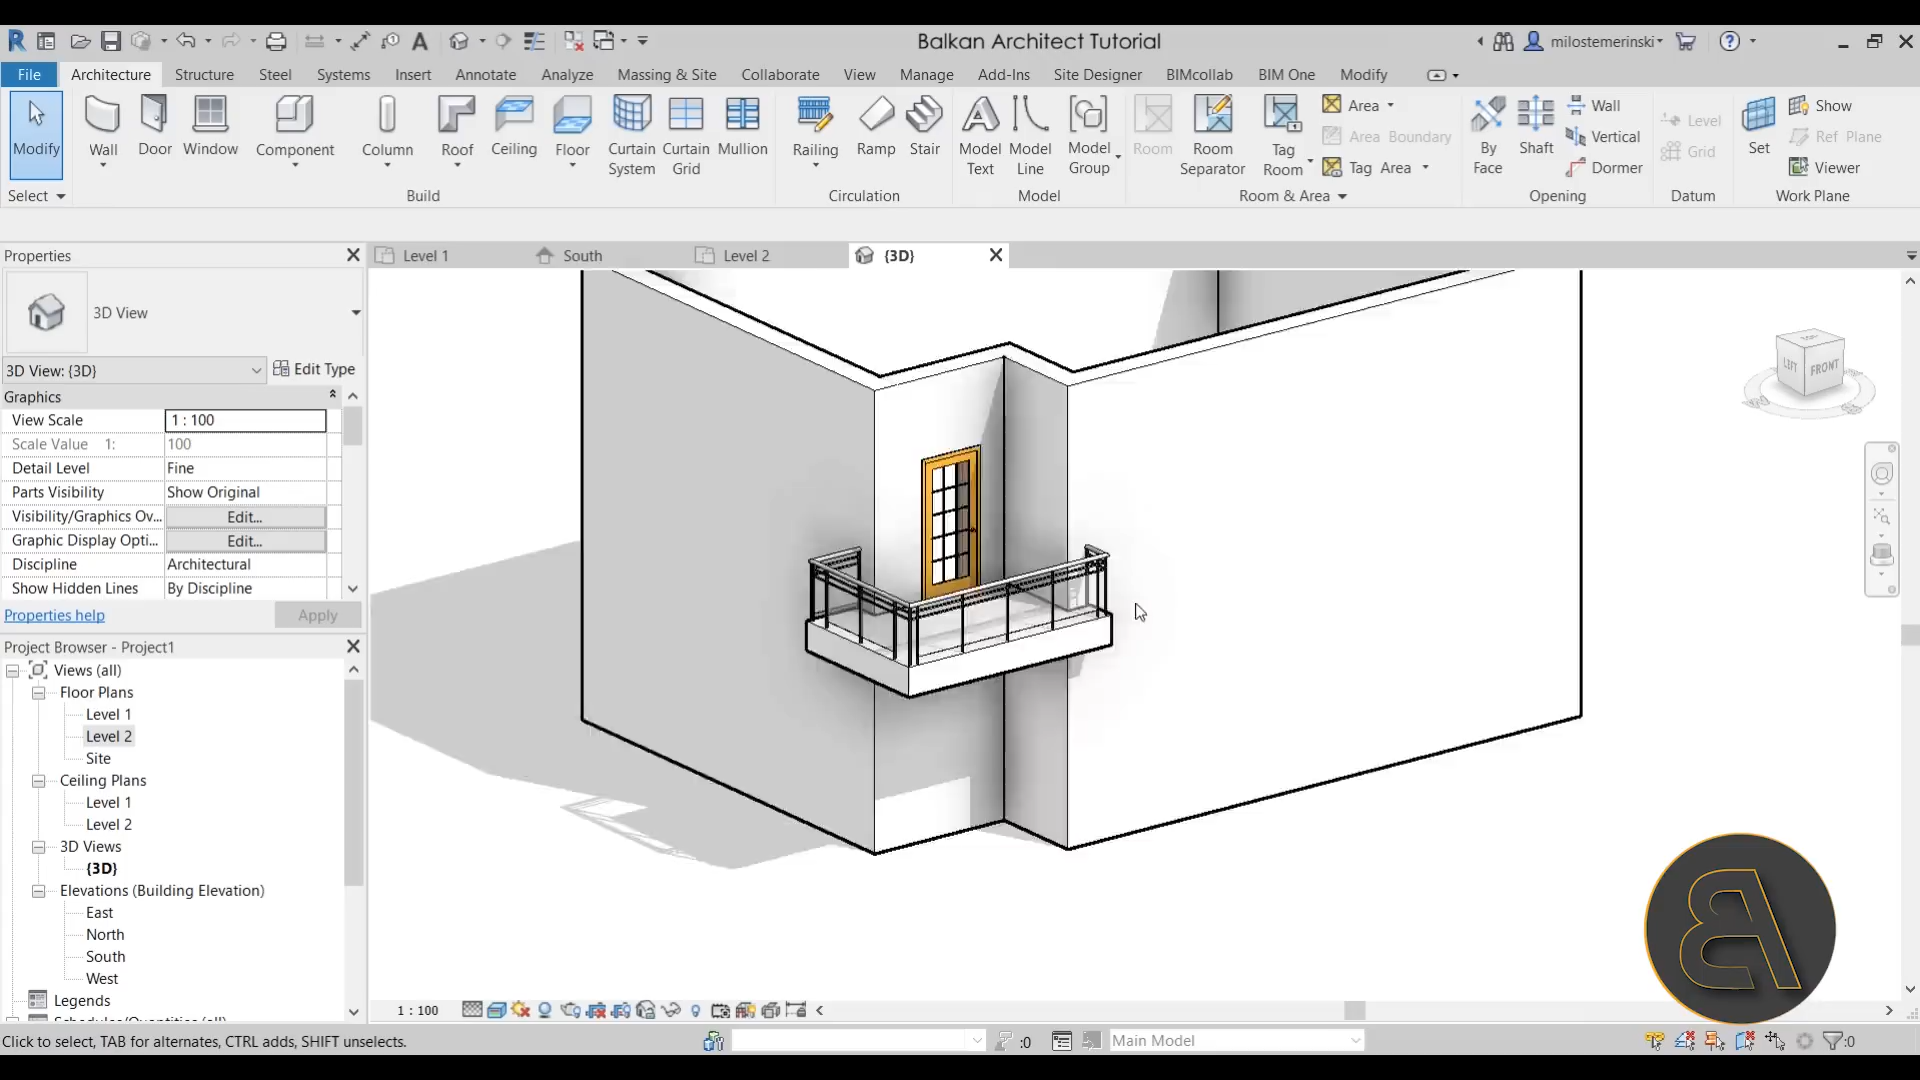 Balkan Architect Tutorial
milostemerinski
File Architecture Structure Steel Systems Insert Annotate Analyze Massing & Site Collaborate View Manage Add-Ins Site Designer BIMcollab BIM One Modify
Modify
Wall
Door
Window
Component
Column
Roof
Ceiling
Floor
Curtain System
Curtain Grid
Mullion
Railing
Ramp
Stair
Model Text
Model Line
Model Group
Room
Room Separator
Tag Room
Area
Area Boundary
Tag Area
By Face
Shaft
Wall
Vertical
Dormer
Level
Grid
Set
Show
Ref Plane
Viewer
Select Build Circulation Model Room & Area Opening Datum Work Plane
Properties
Level 1 South Level 2 {3D}
3D View
3D View: {3D} Edit Type
Graphics
View Scale 1 : 100
Scale Value 1: 100
Detail Level Fine
Parts Visibility Show Original
Visibility/Graphics Ov... Edit...
Graphic Display Opti... Edit...
Discipline Architectural
Show Hidden Lines By Discipline
Properties help Apply
Project Browser - Project1
Views (all)
Floor Plans
Level 1
Level 2
Site
Ceiling Plans
Level 1
Level 2
3D Views
{3D}
Elevations (Building Elevation)
East
North
South
West
Legends
Schedules/Quantities (all)
LEFT FRONT
1 : 100
Click to select, TAB for alternates, CTRL adds, SHIFT unselects.
:0
Main Model
:0